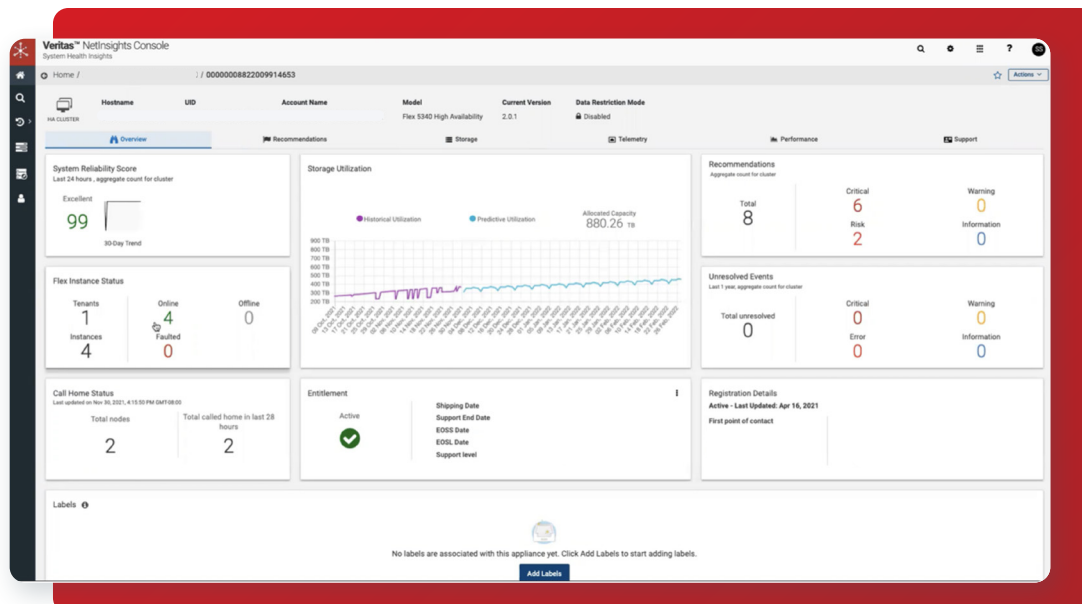 Veritas™ NetInsights Console
System Health Insights
?
SS
Home /
: / 00000008822009914653
Actions
HA CLUSTER
Hostname
UID
Account Name
Model
Flex 5340 High Availability
Current Version
2.0.1
Data Restriction Mode
Disabled
Overview
Recommendations
Storage
Telemetry
Performance
Support
System Reliability Score
Last 24 hours , aggregate count for cluster
Excellent
99
30-Day Trend
Storage Utilization
Historical Utilization
Predictive Utilization
Allocated Capacity
880.26 TB
900 TB
800 TB
700 TB
600 TB
500 TB
400 TB
300 TB
200 TB
Recommendations
Aggregate count for cluster
Total
8
Critical
6
Warning
0
Risk
2
Information
0
Flex Instance Status
Tenants
1
Online
4
Offline
0
Instances
4
Faulted
0
Unresolved Events
Last 1 year, aggregate count for cluster
Total unresolved
0
Critical
0
Warning
0
Error
0
Information
0
Call Home Status
Last updated on Nov 30, 2021, 4:15:53 PM GMT-08:00
Total nodes
2
Total called home in last 28
hours
2
Entitlement
Active
Shipping Date
Support End Date
EOSS Date
EOSL Date
Support level
Registration Details
Active - Last Updated: Apr 16, 2021
First point of contact
Labels
No labels are associated with this appliance yet. Click Add Labels to start adding labels.
Add Labels